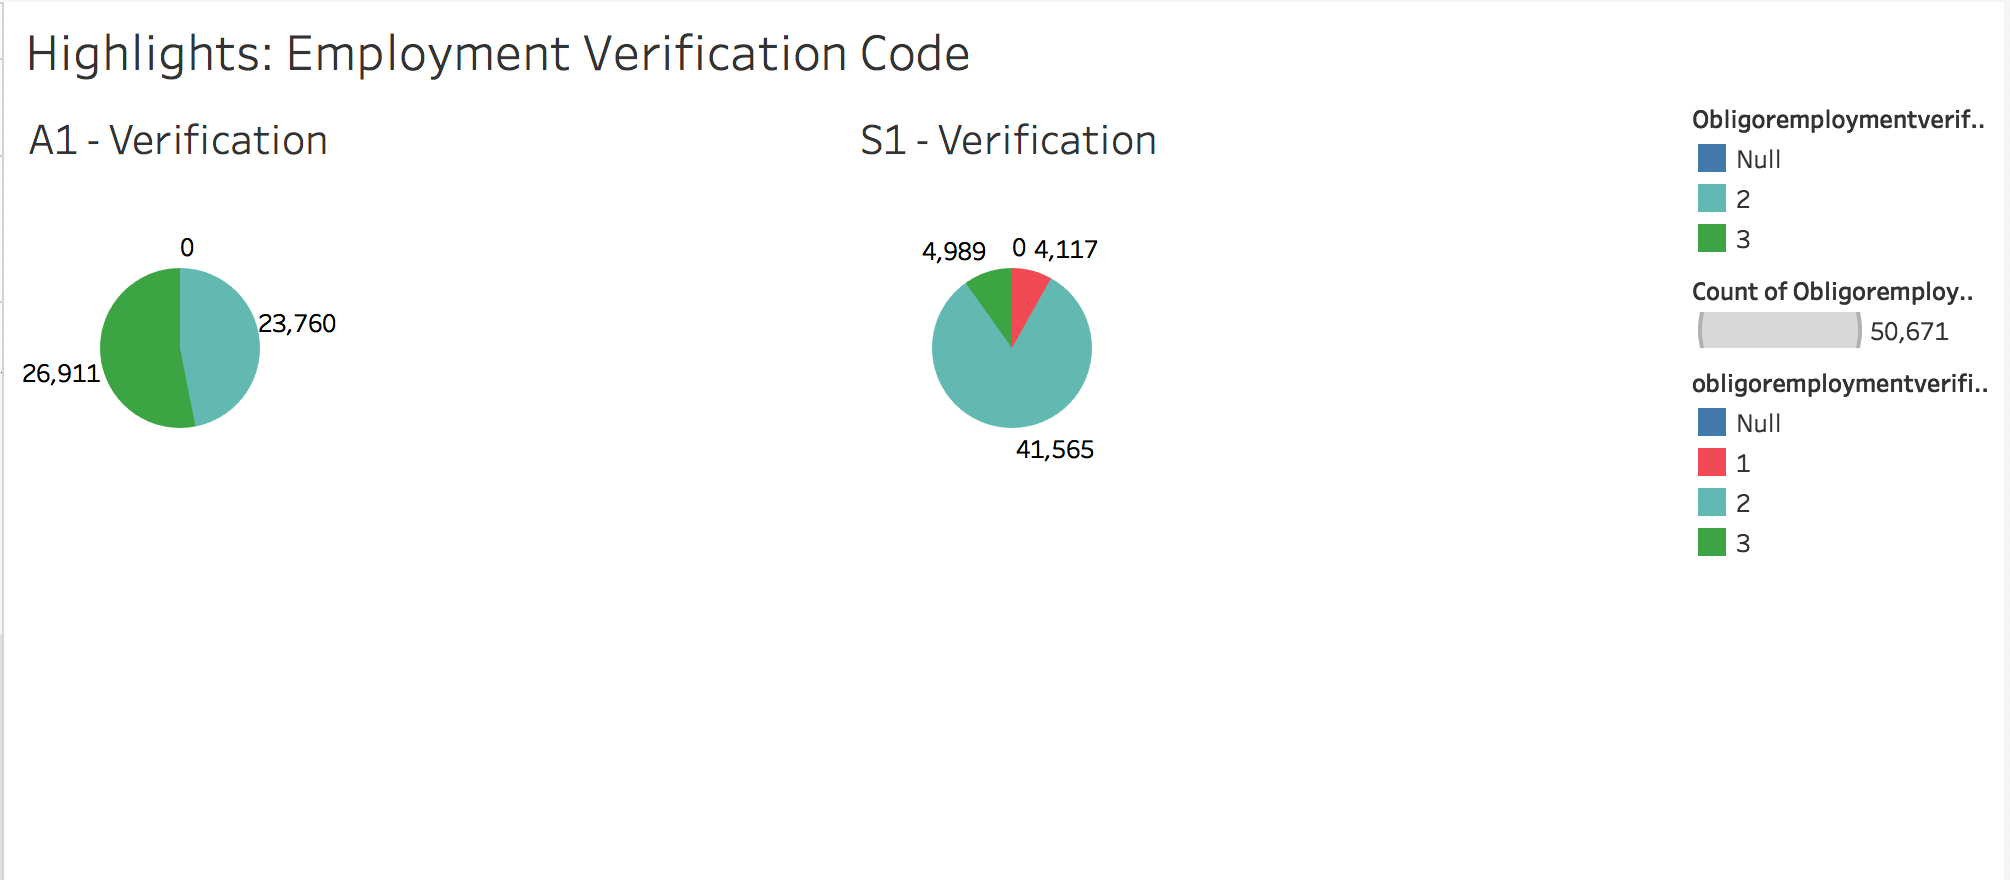 Highlights: Employment Verification Code
A1 - Verification
0
23,760
26,911
S1 - Verification
4,989 0 4,117
41,565
Obligoremploymentverif..
Null
2
3
Count of Obligoremploy..
50,671
obligoremploymentverifi..
Null
1
2
3